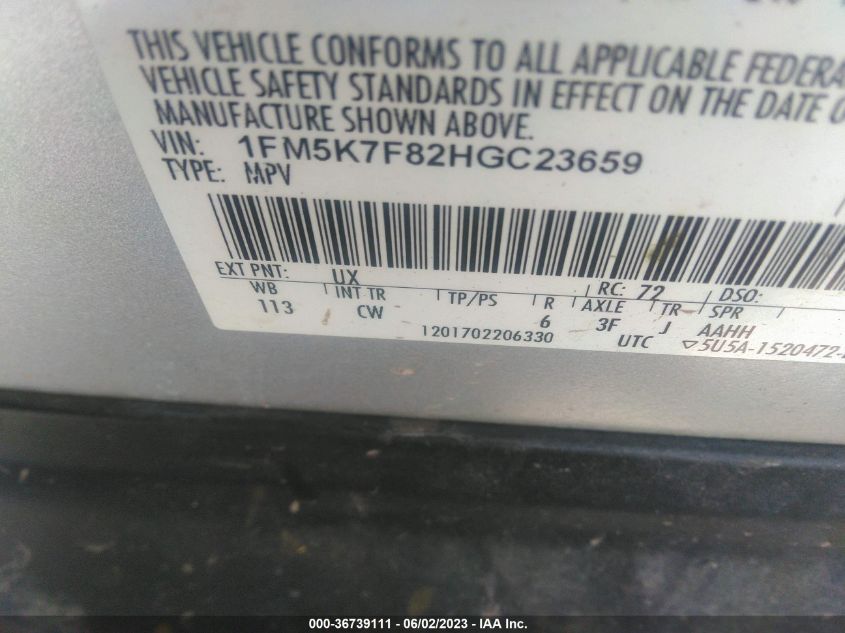 THIS VEHICLE CONFORMS TO ALL APPLICABLE FEDERA
VEHICLE SAFETY STANDARDS IN EFFECT ON THE DATE O
MANUFACTURE SHOWN ABOVE.
VIN: 1FM5K7F82HGC23659
TYPE: MPV
EXT PNT: UX RC: 72 DSO:
WB INT TR TP/PS R AXLE TR SPR
113 CW 6 3F J AAHH
1201702206330 UTC ▽5U5A-1520472-
000-36739111 - 06/02/2023 - IAA Inc.